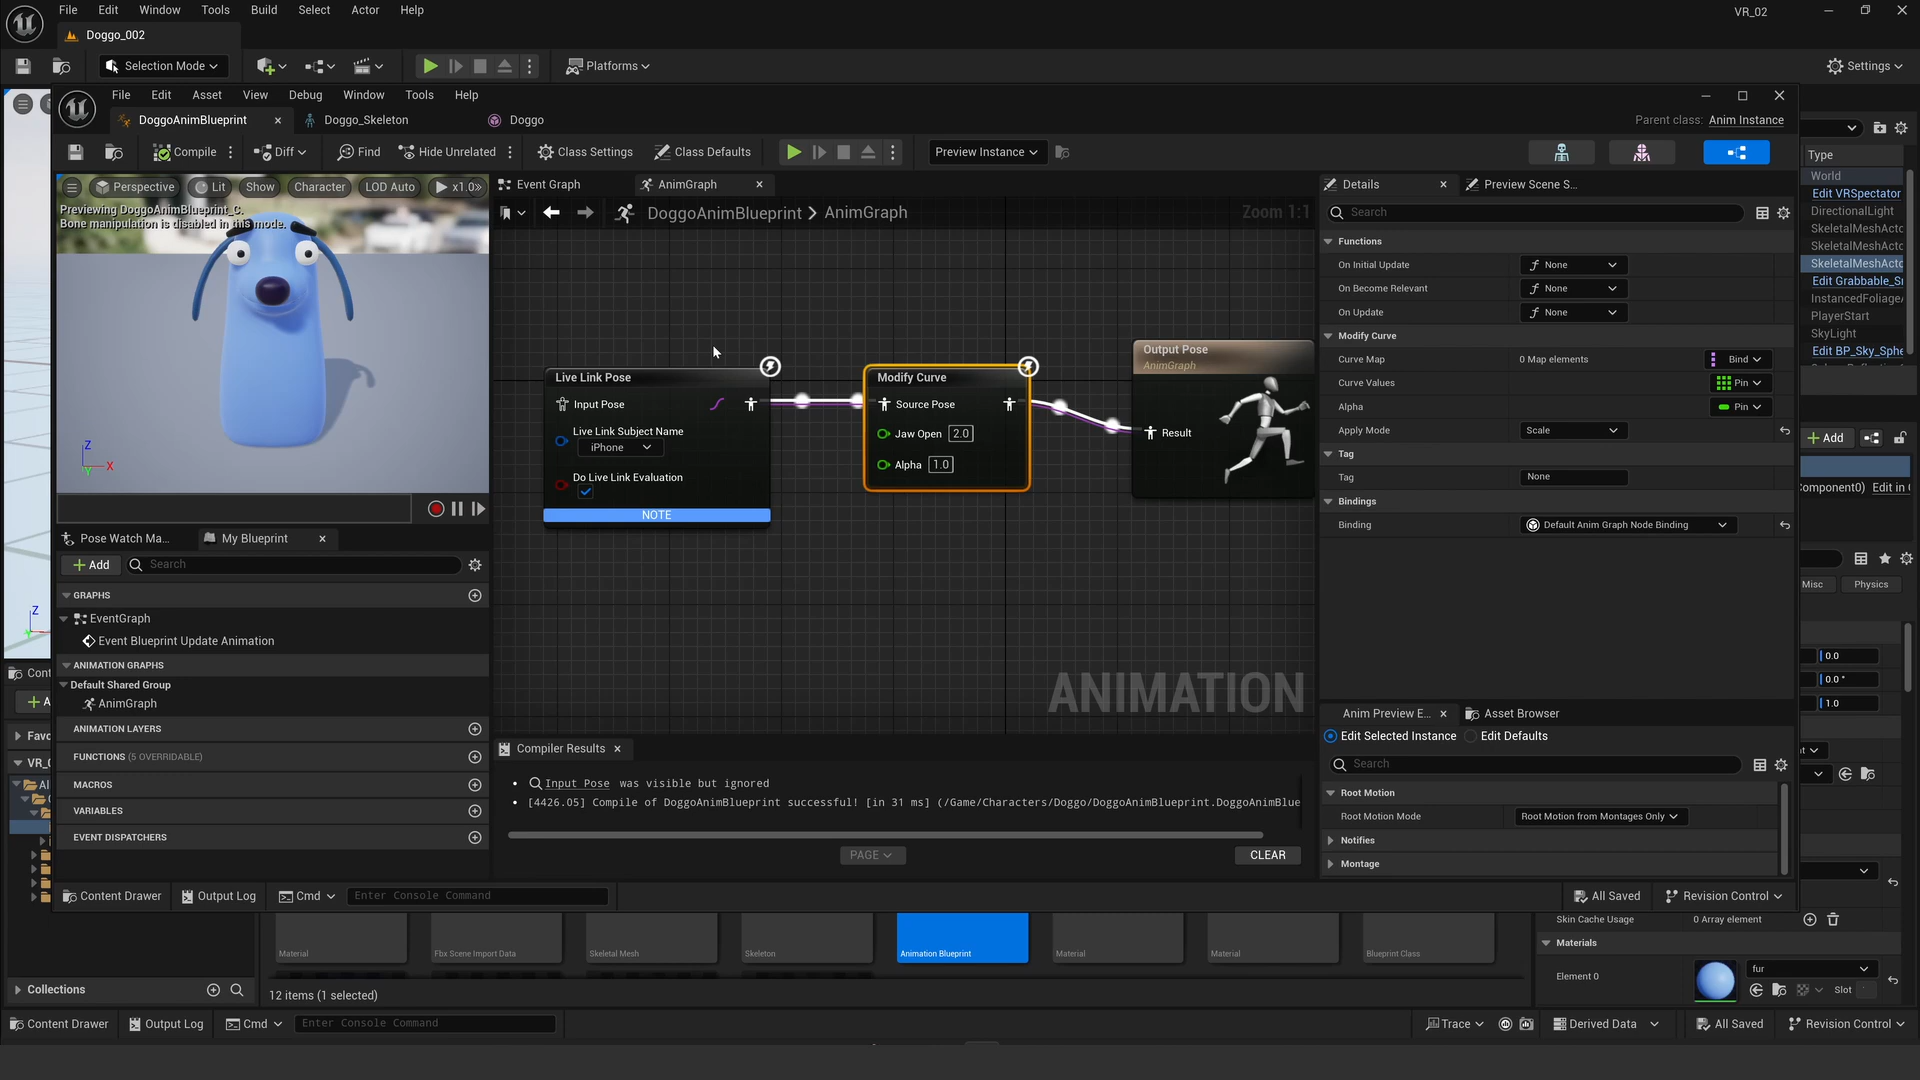 File Edit Window Tools Build Select Actor Help
VR_02
Doggo_002
Selection Mode
Platforms
Settings
File Edit Asset View Debug Window Tools Help
DoggoAnimBlueprint
Doggo_Skeleton
Doggo
Parent class: Anim Instance
Compile
Diff
Find
Hide Unrelated
Class Settings
Class Defaults
Preview Instance
Perspective
Lit
Show
Character
LOD Auto
x1.0
Previewing DoggoAnimBlueprint_C.
Bone manipulation is disabled in this mode.
Z
X
Y
Event Graph
AnimGraph
DoggoAnimBlueprint > AnimGraph
Zoom 1:1
Live Link Pose
Input Pose
Live Link Subject Name
iPhone
Do Live Link Evaluation
NOTE
Modify Curve
Source Pose
Jaw Open 2.0
Alpha 1.0
Output Pose
AnimGraph
Result
ANIMATION
Details
Preview Scene S...
Search
Functions
On Initial Update None
On Become Relevant None
On Update None
Modify Curve
Curve Map 0 Map elements Bind
Curve Values Pin
Alpha Pin
Apply Mode Scale
Tag
Tag None
Bindings
Binding Default Anim Graph Node Binding
Type
World
Edit VRSpectator
DirectionalLight
SkeletalMeshActo
SkeletalMeshActo
SkeletalMeshActo
Edit Grabbable_S
InstancedFoliage
PlayerStart
SkyLight
Edit BP_Sky_Sphe
Add
Component0) Edit in
Misc
Physics
0.0
0.0 °
1.0
Pose Watch Ma...
My Blueprint
Add
Search
GRAPHS
EventGraph
Event Blueprint Update Animation
ANIMATION GRAPHS
Default Shared Group
AnimGraph
ANIMATION LAYERS
FUNCTIONS (5 OVERRIDABLE)
MACROS
VARIABLES
EVENT DISPATCHERS
Z
Cont
A
Favo
VR_
Al
Compiler Results
Input Pose was visible but ignored
[4426.05] Compile of DoggoAnimBlueprint successful! [in 31 ms] (/Game/Characters/Doggo/DoggoAnimBlueprint.DoggoAnimBlue
PAGE
CLEAR
Anim Preview E...
Asset Browser
Edit Selected Instance
Edit Defaults
Search
Root Motion
Root Motion Mode Root Motion from Montages Only
Notifies
Montage
Content Drawer
Output Log
Cmd
Enter Console Command
All Saved
Revision Control
Material
Fbx Scene Import Data
Skeletal Mesh
Skeleton
Animation Blueprint
Material
Material
Blueprint Class
Skin Cache Usage 0 Array element
Materials
Element 0
fur
Slot
Collections
12 items (1 selected)
Content Drawer
Output Log
Cmd
Enter Console Command
Trace
Derived Data
All Saved
Revision Control